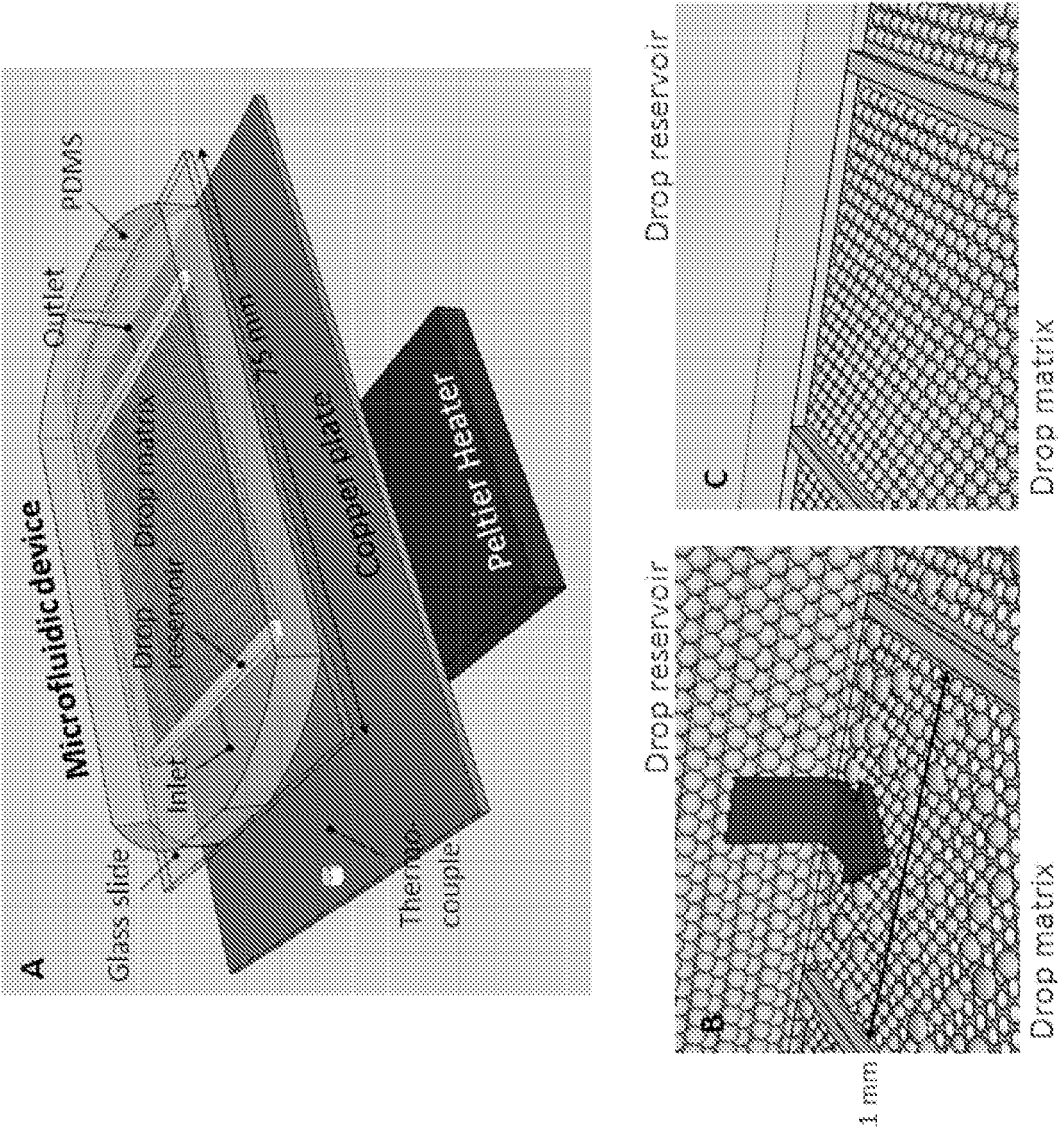 A
Microfluidic device
Glass slide
Inlet
Drop
reservoir
Drop matrix
Outlet
PDMS
75 mm
Copper plate
Thermo-
couple
Peltier Heater
B
Drop reservoir
1 mm
Drop matrix
C
Drop reservoir
Drop matrix